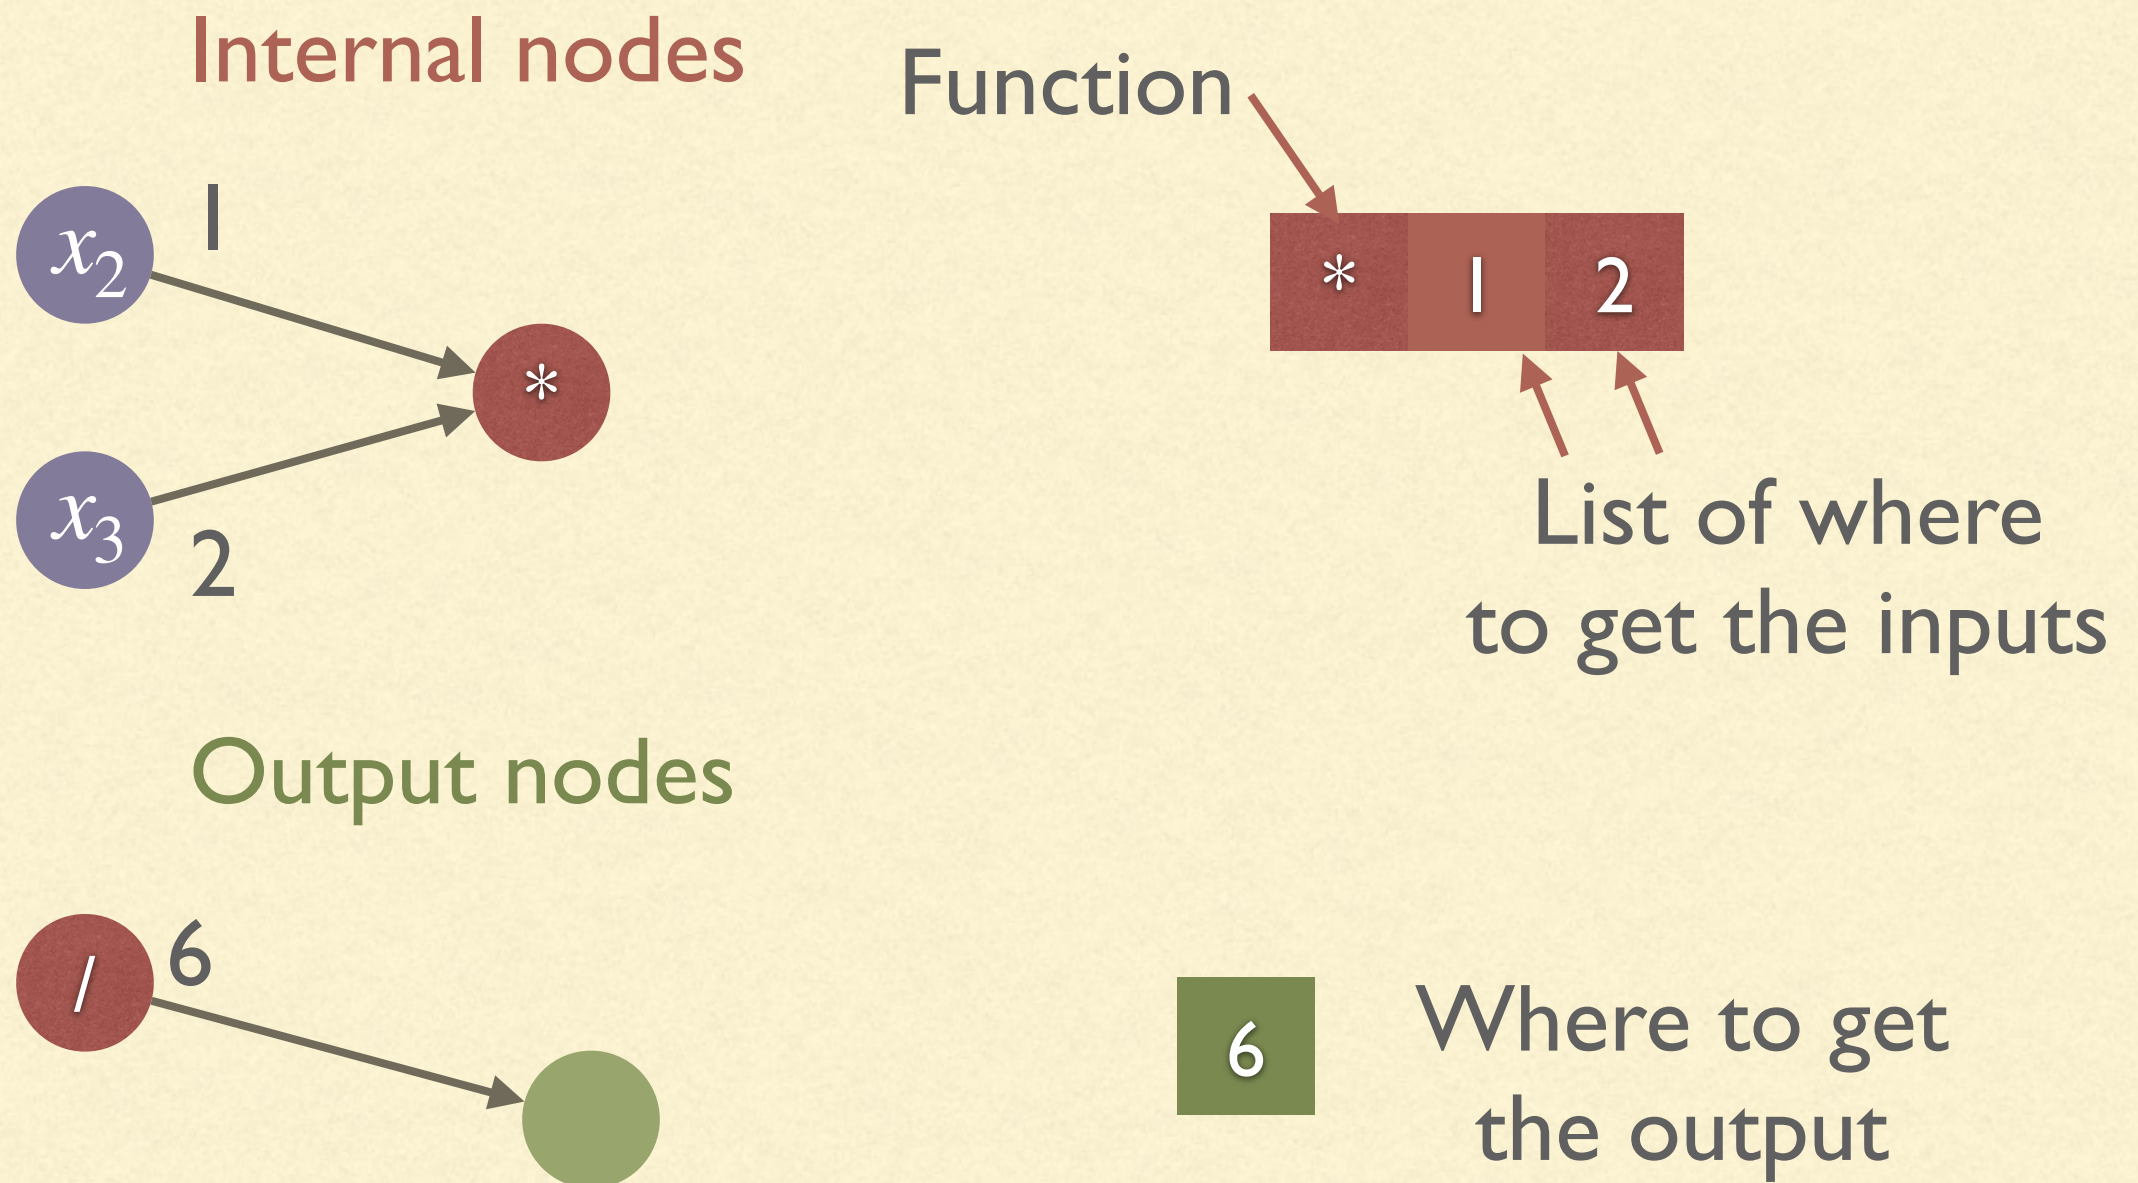 Internal nodes
Function
x₂ 1
*
x₃ 2
* 1 2
List of where
to get the inputs
Output nodes
/ 6
6
Where to get
the output